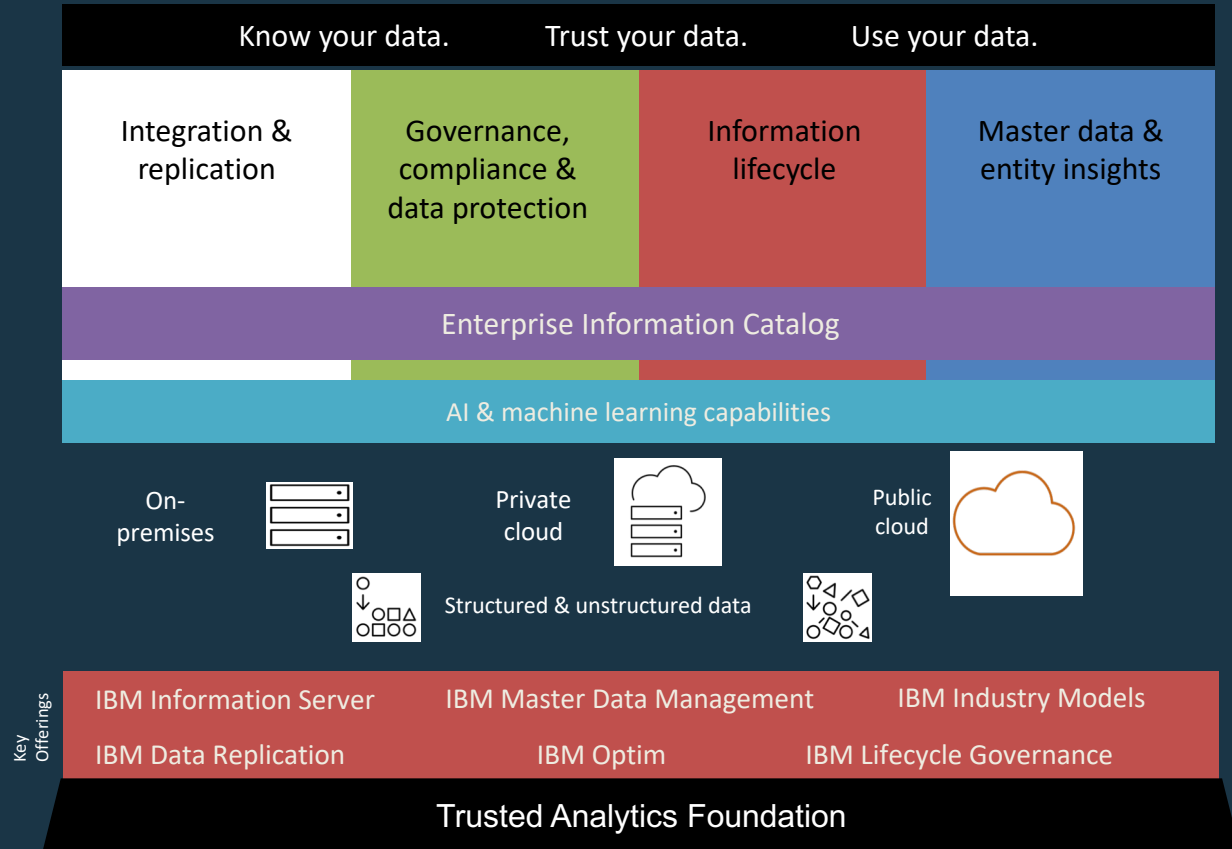 Know your data. Trust your data. Use your data.
Integration &
replication
Governance,
compliance &
data protection
Information
lifecycle
Master data &
entity insights
Enterprise Information Catalog
AI & machine learning capabilities
On-
premises
Private
cloud
Public
cloud
Structured & unstructured data
Key
Offerings
IBM Information Server IBM Master Data Management IBM Industry Models
IBM Data Replication IBM Optim IBM Lifecycle Governance
Trusted Analytics Foundation